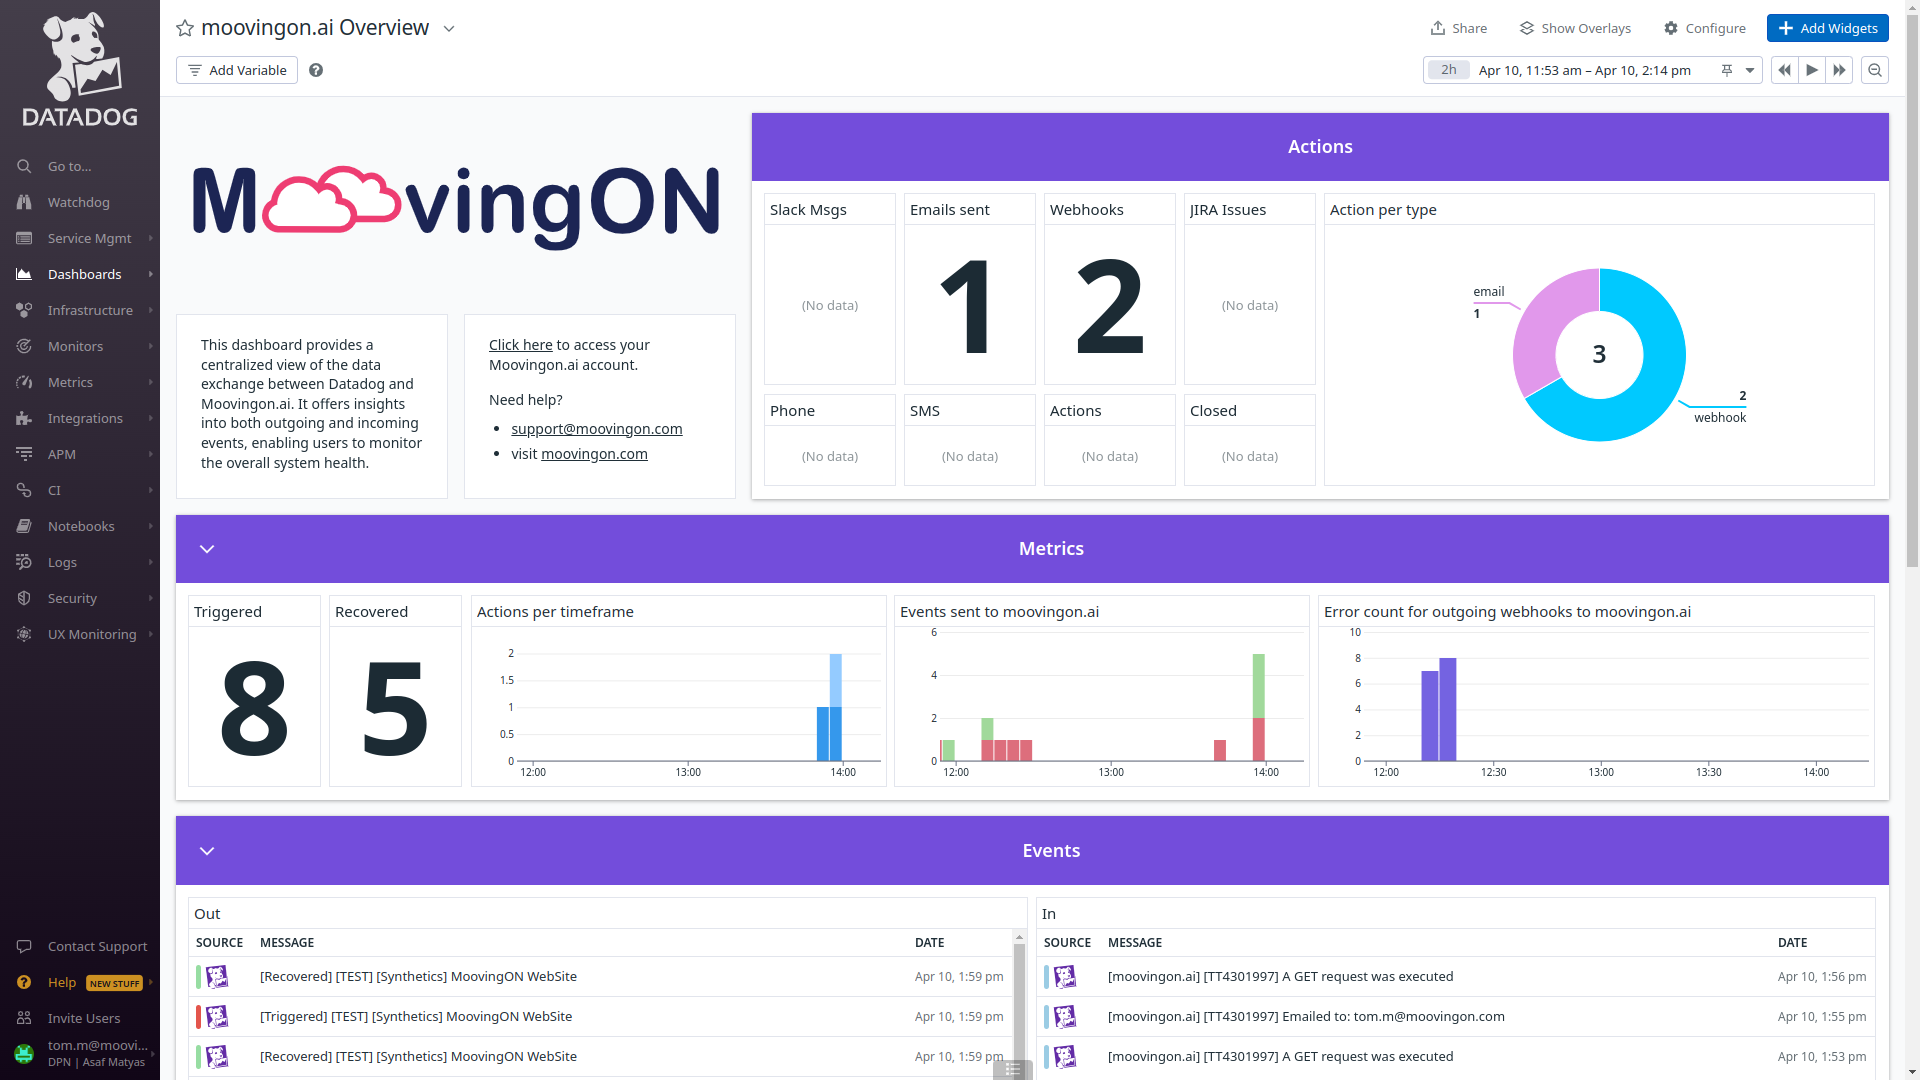 DATADOG
Go to...
Watchdog
Service Mgmt
Dashboards
Infrastructure
Monitors
Metrics
Integrations
APM
CI
Notebooks
Logs
Security
UX Monitoring
Contact Support
Help NEW STUFF
Invite Users
tom.m@moovi...
DPN | Asaf Matyas
moovingon.ai Overview
Share
Show Overlays
Configure
Add Widgets
Add Variable
2h Apr 10, 11:53 am – Apr 10, 2:14 pm
MoovingON
This dashboard provides a
centralized view of the data
exchange between Datadog and
Moovingon.ai. It offers insights
into both outgoing and incoming
events, enabling users to monitor
the overall system health.
Click here to access your
Moovingon.ai account.
Need help?
• support@moovingon.com
• visit moovingon.com
Actions
Slack Msgs
(No data)
Emails sent
1
Webhooks
2
JIRA Issues
(No data)
Phone
(No data)
SMS
(No data)
Actions
(No data)
Closed
(No data)
Action per type
email
1
3
2
webhook
Metrics
Triggered
8
Recovered
5
Actions per timeframe
2
1.5
1
0.5
0
12:00 13:00 14:00
Events sent to moovingon.ai
6
4
2
0
12:00 13:00 14:00
Error count for outgoing webhooks to moovingon.ai
10
8
6
4
2
0
12:00 12:30 13:00 13:30 14:00
Events
Out
SOURCE MESSAGE DATE
[Recovered] [TEST] [Synthetics] MoovingON WebSite Apr 10, 1:59 pm
[Triggered] [TEST] [Synthetics] MoovingON WebSite Apr 10, 1:59 pm
[Recovered] [TEST] [Synthetics] MoovingON WebSite Apr 10, 1:59 pm
In
SOURCE MESSAGE DATE
[moovingon.ai] [TT4301997] A GET request was executed Apr 10, 1:56 pm
[moovingon.ai] [TT4301997] Emailed to: tom.m@moovingon.com Apr 10, 1:55 pm
[moovingon.ai] [TT4301997] A GET request was executed Apr 10, 1:53 pm